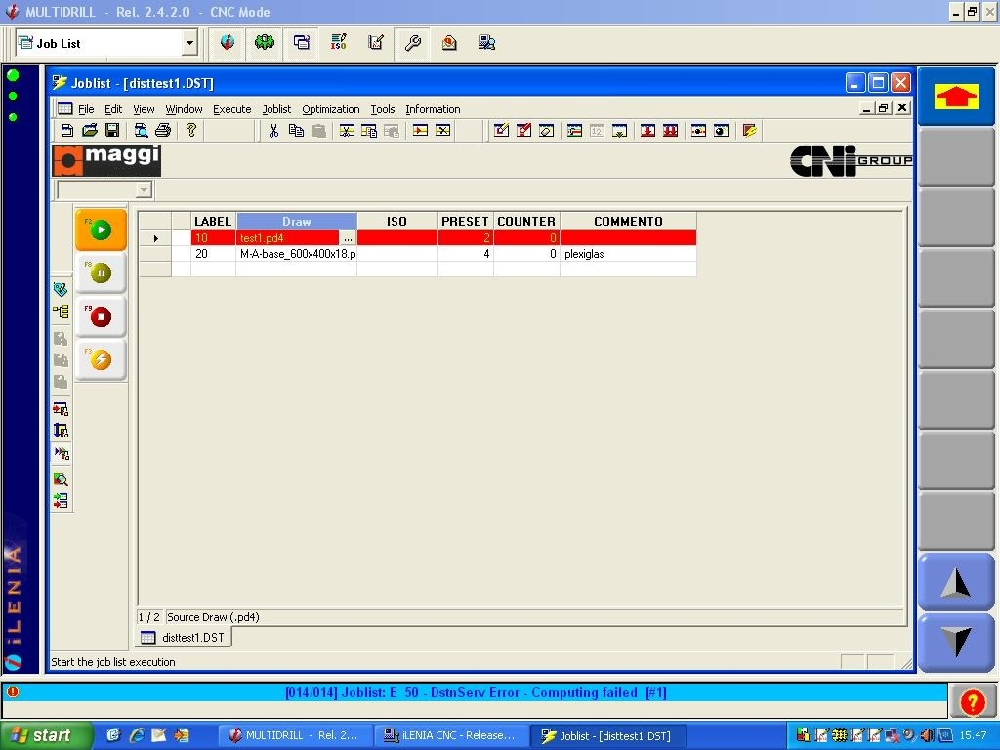 MULTIDRILL - Rel. 2.4.2.0 - CNC Mode
Job List
ISO
Joblist - [disttest1.DST]
File Edit View Window Execute Joblist Optimization Tools Information
maggi
CNi GROUP
LABEL Draw ISO PRESET COUNTER COMMENTO
10 test1.pd4 ... 2 0
20 M-A-base_600x400x18.p 4 0 plexiglas
F2
F8
F9
F3
iLENIA
1 / 2 Source Draw (.pd4)
disttest1.DST
Start the job list execution
[014/014] Joblist: E 50 - DstnServ Error - Computing failed [#1]
start
MULTIDRILL - Rel. 2...
iLENIA CNC - Release...
Joblist - [disttest1.DST]
15.47